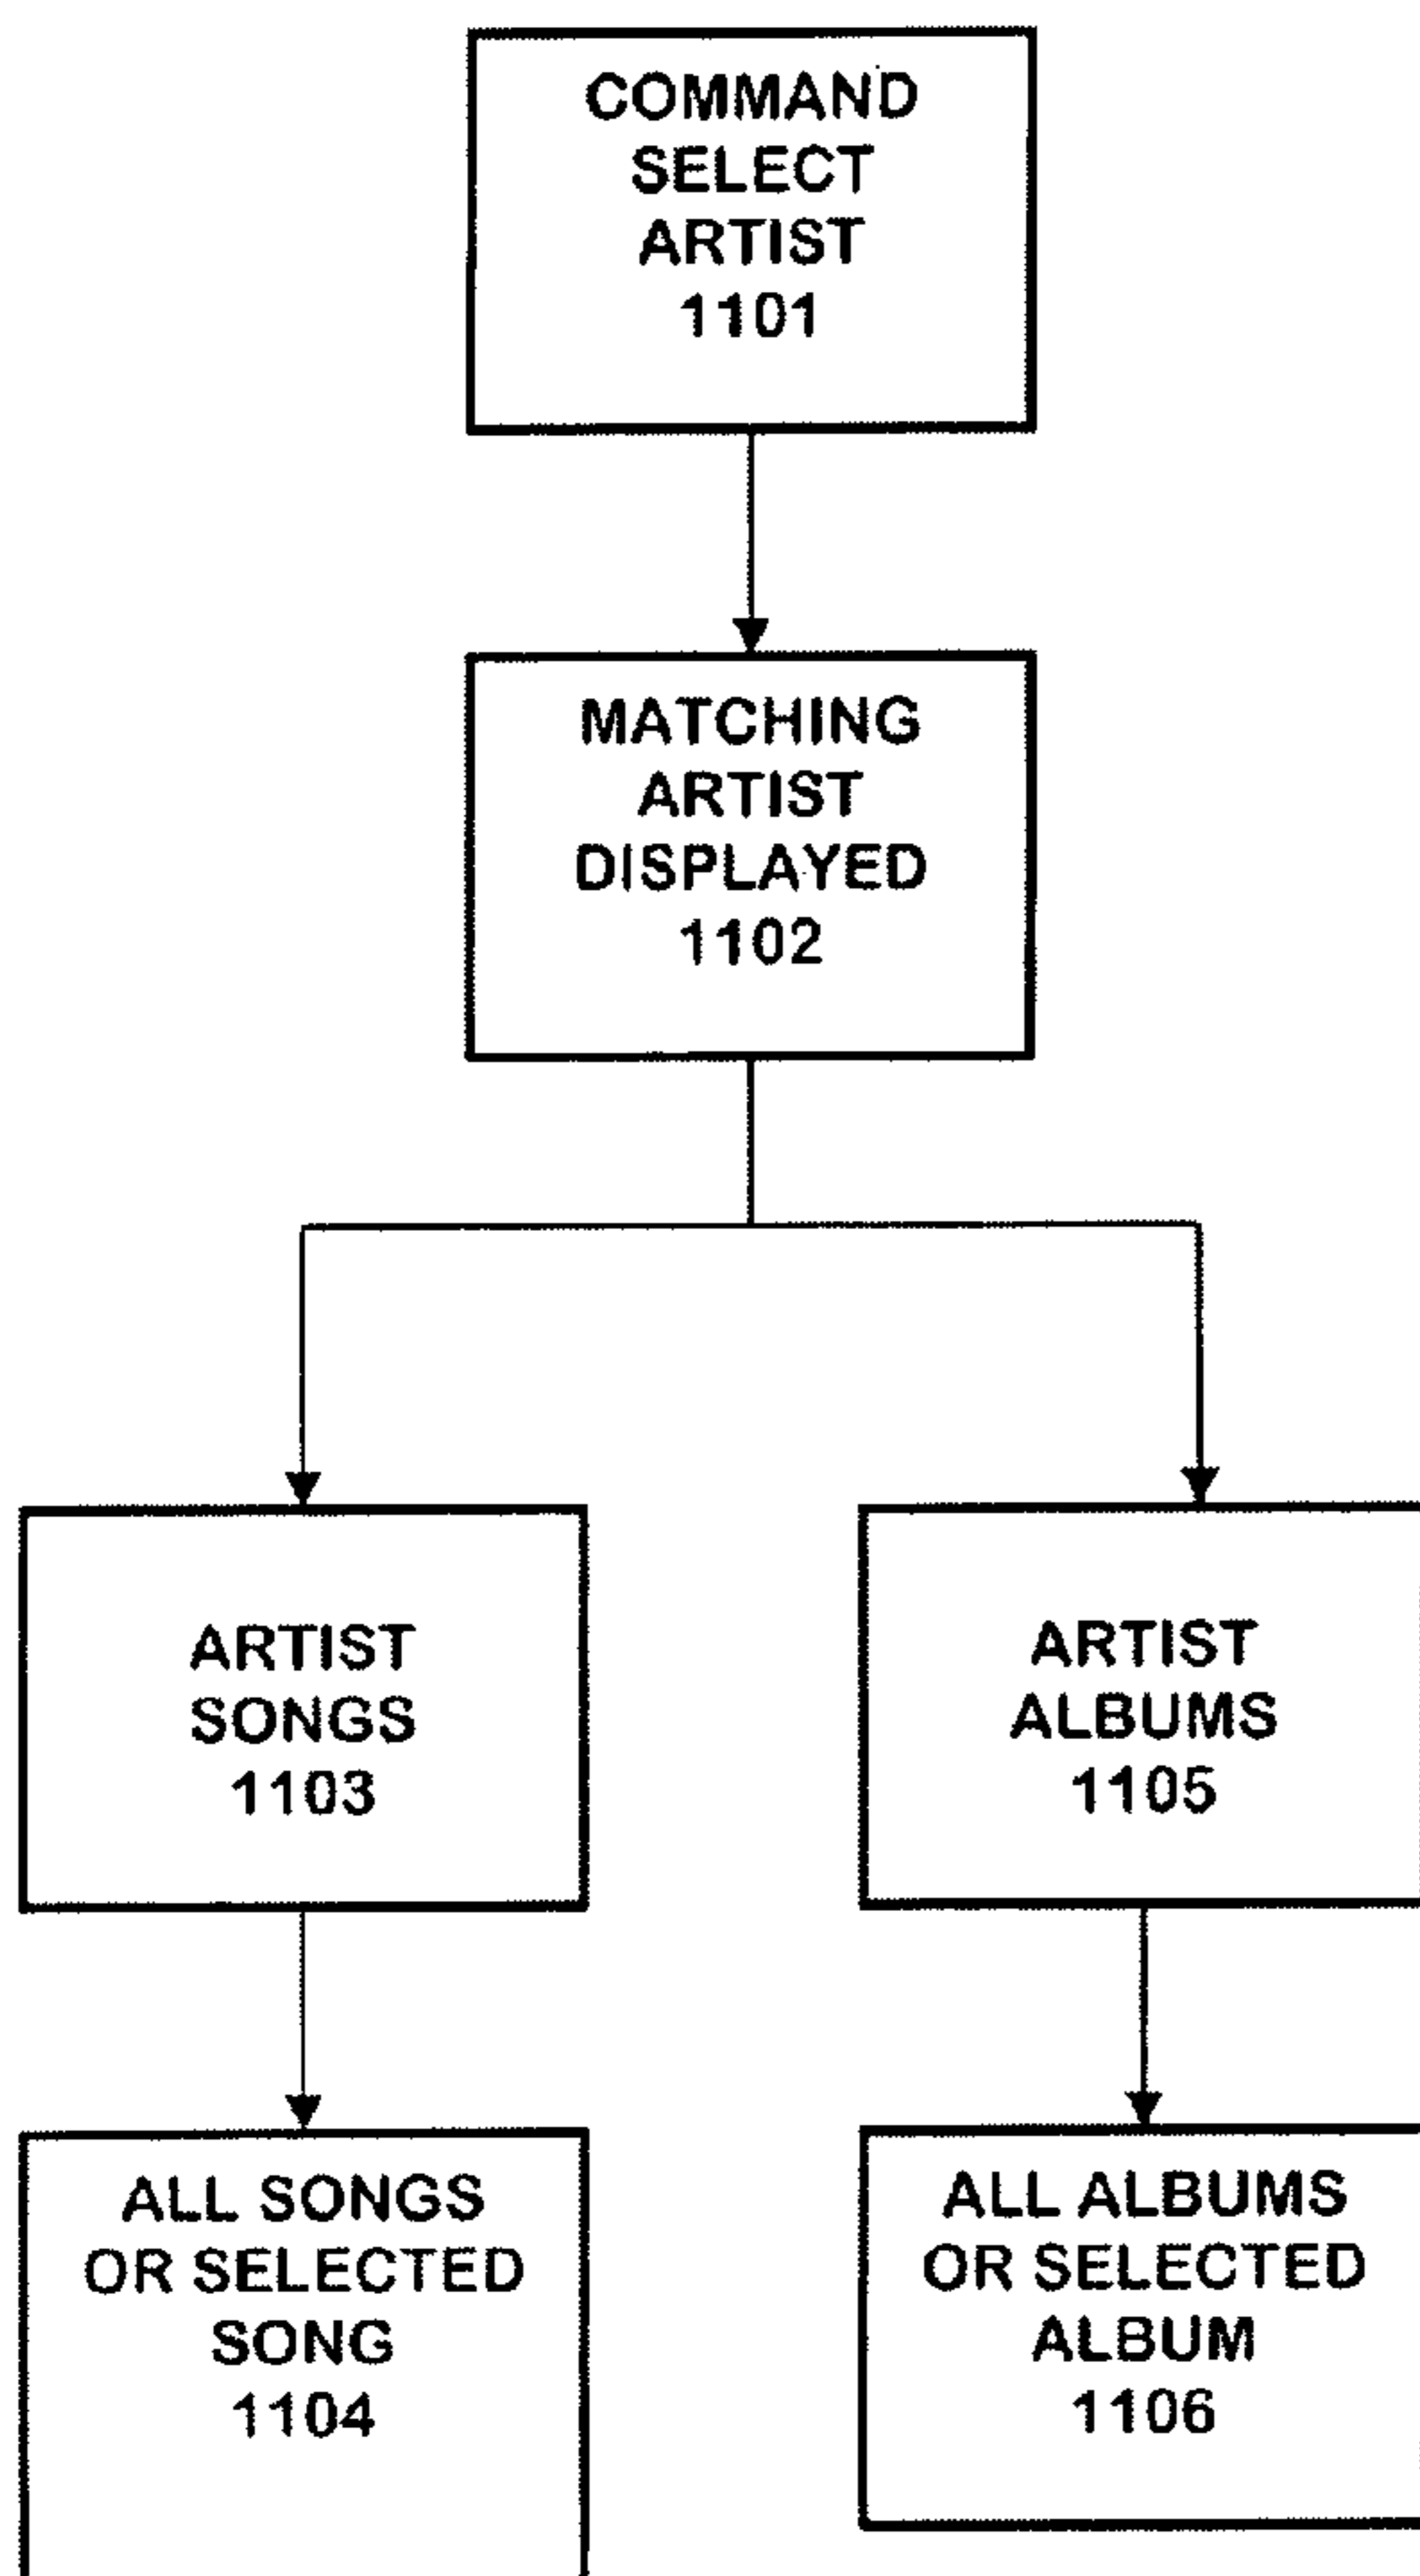 COMMAND
SELECT
ARTIST
1101
MATCHING
ARTIST
DISPLAYED
1102
ARTIST
SONGS
1103
ARTIST
ALBUMS
1105
ALL SONGS
OR SELECTED
SONG
1104
ALL ALBUMS
OR SELECTED
ALBUM
1106